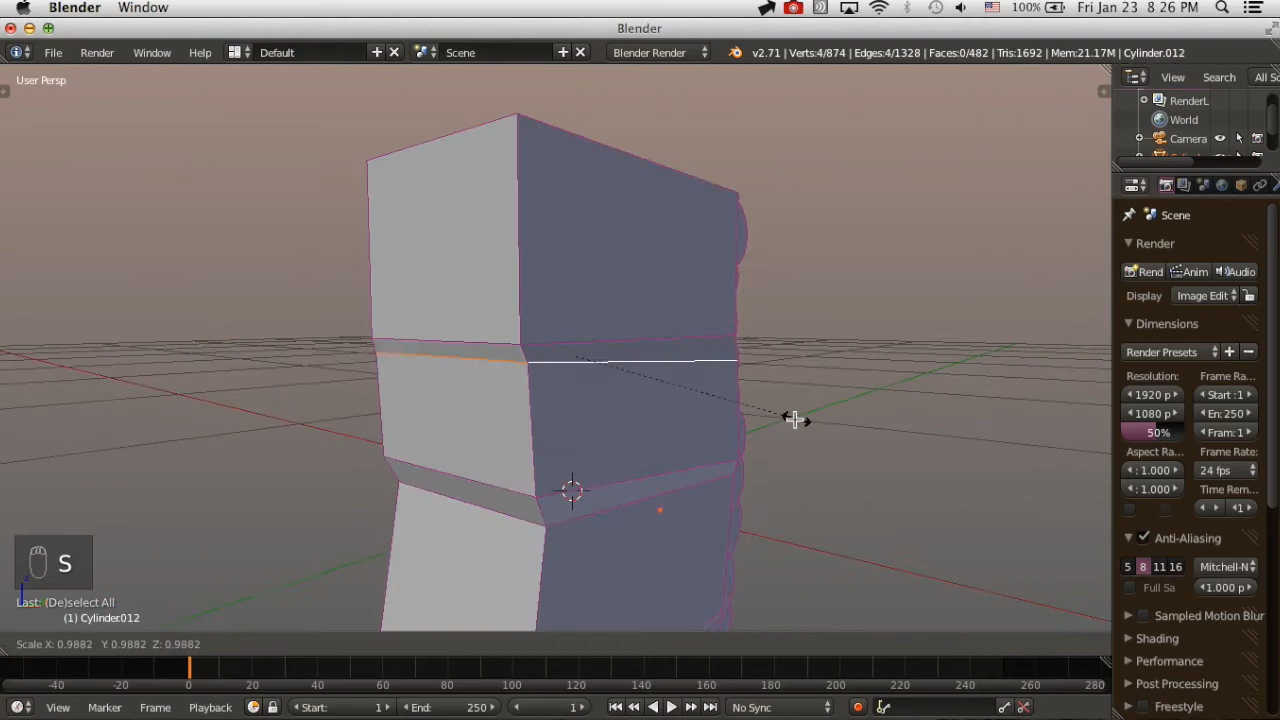 Blender Window 100% Fri Jan 23 8:26 PM
Blender
File Render Window Help Default Scene Blender Render v2.71 | Verts:4/874 | Edges:4/1328 | Faces:0/482 | Tris:1692 | Mem:21.17M | Cylinder.012
User Persp
View Search All Sc
RenderL
World
Camera
Scene
Render
Rend Anim Audio
Display Image Edit
Dimensions
Render Presets
Resolution: Frame Ra...
1920 p Start :1
1080 p En: 250
50% Fram: 1
Aspect Ra... Frame Rate:
: 1.000 24 fps
: 1.000 Time Rem...
:1
Anti-Aliasing
5 8 11 16 Mitchell-N
Full Sa 1.000 p
Sampled Motion Blur
Shading
Performance
Post Processing
Freestyle
S
z
Last: (De)select All
(1) Cylinder012
Scale X: 0.9882 Y: 0.9882 Z: 0.9882
-40 -20 0 20 40 60 80 100 120 140 160 180 200 220 240 260 280
View Marker Frame Playback Start: 1 End: 250 1 No Sync